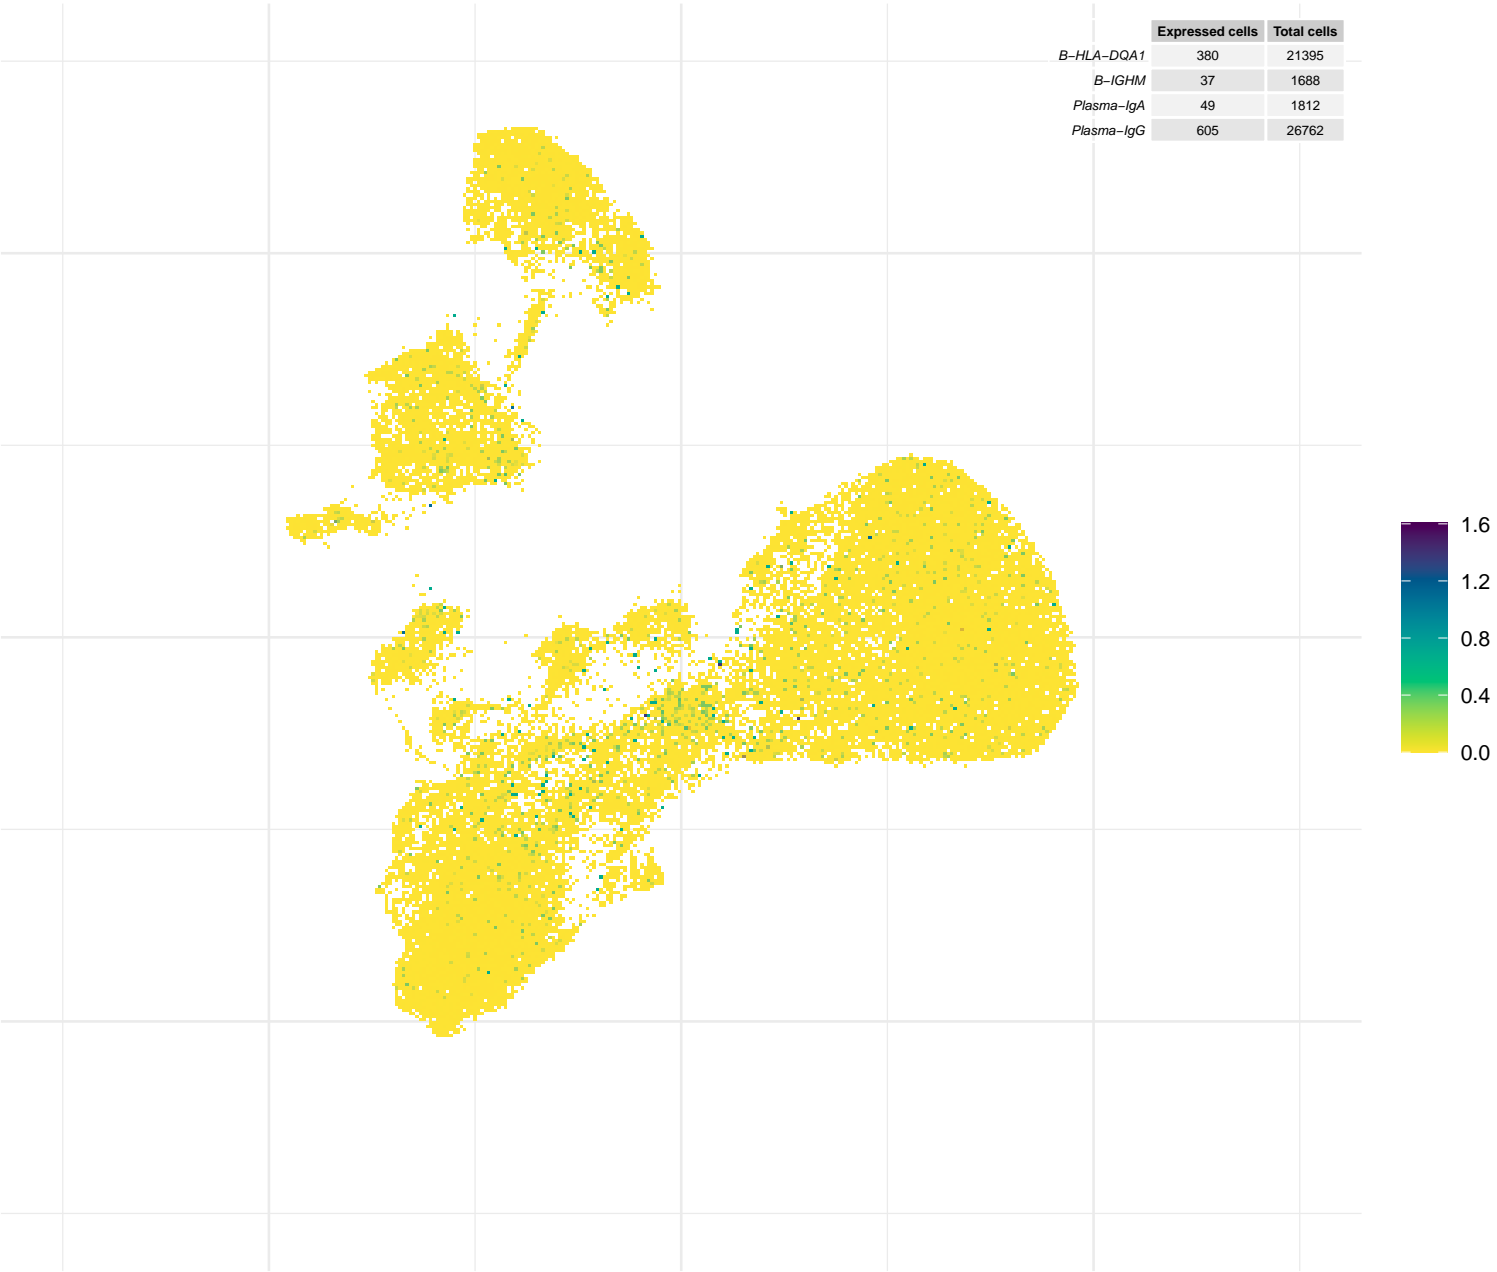 Expressed cells Total cells
B−HLA−DQA1 380 21395
B−IGHM 37 1688
Plasma−IgA 49 1812
Plasma−IgG 605 26762
1.6
1.2
0.8
0.4
0.0